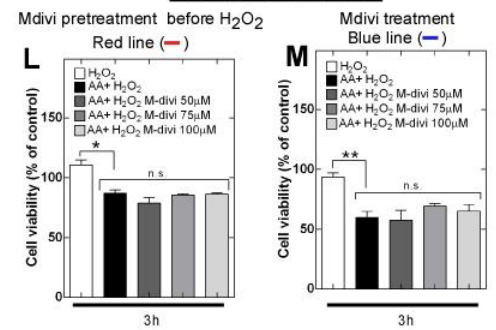 Mdivi pretreatment before H₂O₂
Red line ( )
L
H₂O₂
AA+ H₂O₂
AA+ H₂O₂ M-divi 50μM
AA+ H₂O₂ M-divi 75μM
AA+ H₂O₂ M-divi 100μM
Cell viability (% of control)
150
100
50
0
*
n.s
3h
Mdivi treatment
Blue line ( )
M
H₂O₂
AA+ H₂O₂
AA+ H₂O₂ M-divi 50μM
AA+ H₂O₂ M-divi 75μM
AA+ H₂O₂ M-divi 100μM
Cell viability (% of control)
150
100
50
0
**
n.s.
3h